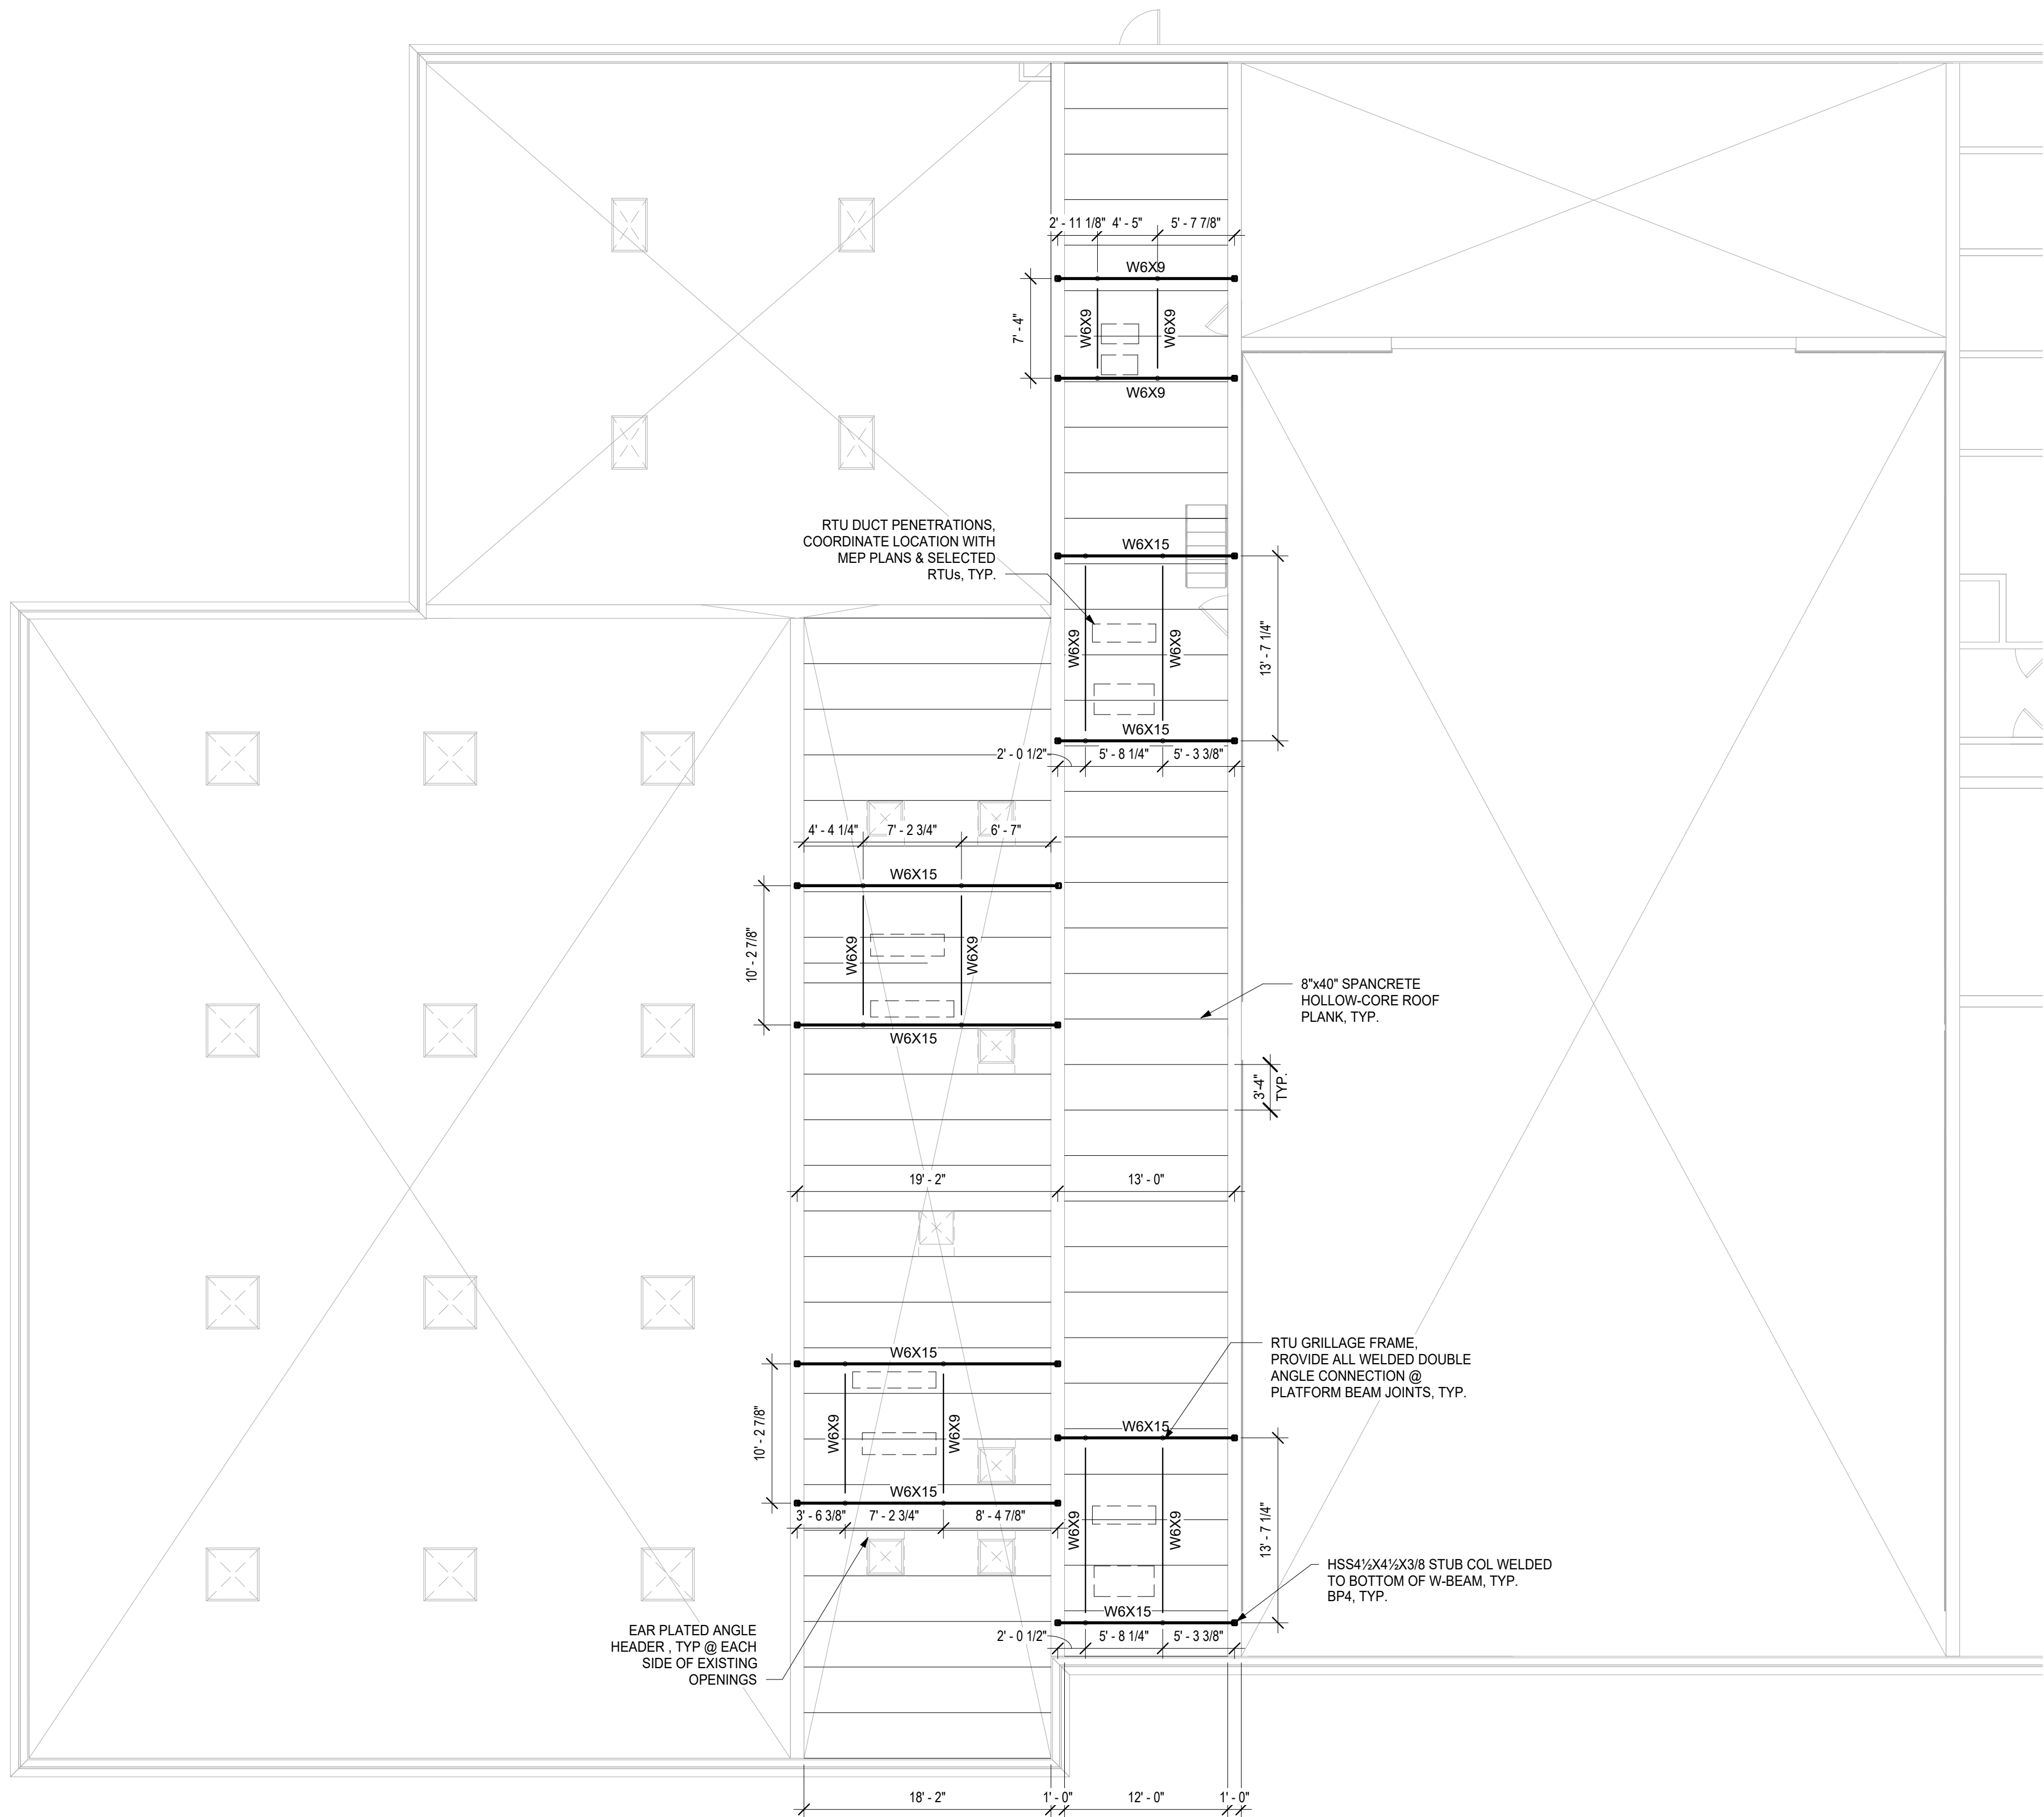 2' - 11 1/8" 4' - 5" 5' - 7 7/8"
W6X9
7' - 4"
W6X9
W6X9
W6X9
RTU DUCT PENETRATIONS,
COORDINATE LOCATION WITH
MEP PLANS & SELECTED
RTUs, TYP.
W6X15
W6X9
W6X9
13' - 7 1/4"
W6X15
2' - 0 1/2" 5' - 8 1/4" 5' - 3 3/8"
4' - 4 1/4" 7' - 2 3/4" 6' - 7"
W6X15
10' - 2 7/8"
W6X9
W6X9
W6X15
8"x40" SPANCRETE
HOLLOW-CORE ROOF
PLANK, TYP.
3'-4"
TYP.
19' - 2" 13' - 0"
W6X15
10' - 2 7/8"
W6X9
W6X9
W6X15
3' - 6 3/8" 7' - 2 3/4" 8' - 4 7/8"
RTU GRILLAGE FRAME,
PROVIDE ALL WELDED DOUBLE
ANGLE CONNECTION @
PLATFORM BEAM JOINTS, TYP.
W6X15
W6X9
W6X9
13' - 7 1/4"
HSS4½X4½X3/8 STUB COL WELDED
TO BOTTOM OF W-BEAM, TYP.
BP4, TYP.
W6X15
2' - 0 1/2" 5' - 8 1/4" 5' - 3 3/8"
EAR PLATED ANGLE
HEADER , TYP @ EACH
SIDE OF EXISTING
OPENINGS
18' - 2" 1' - 0" 12' - 0" 1' - 0"